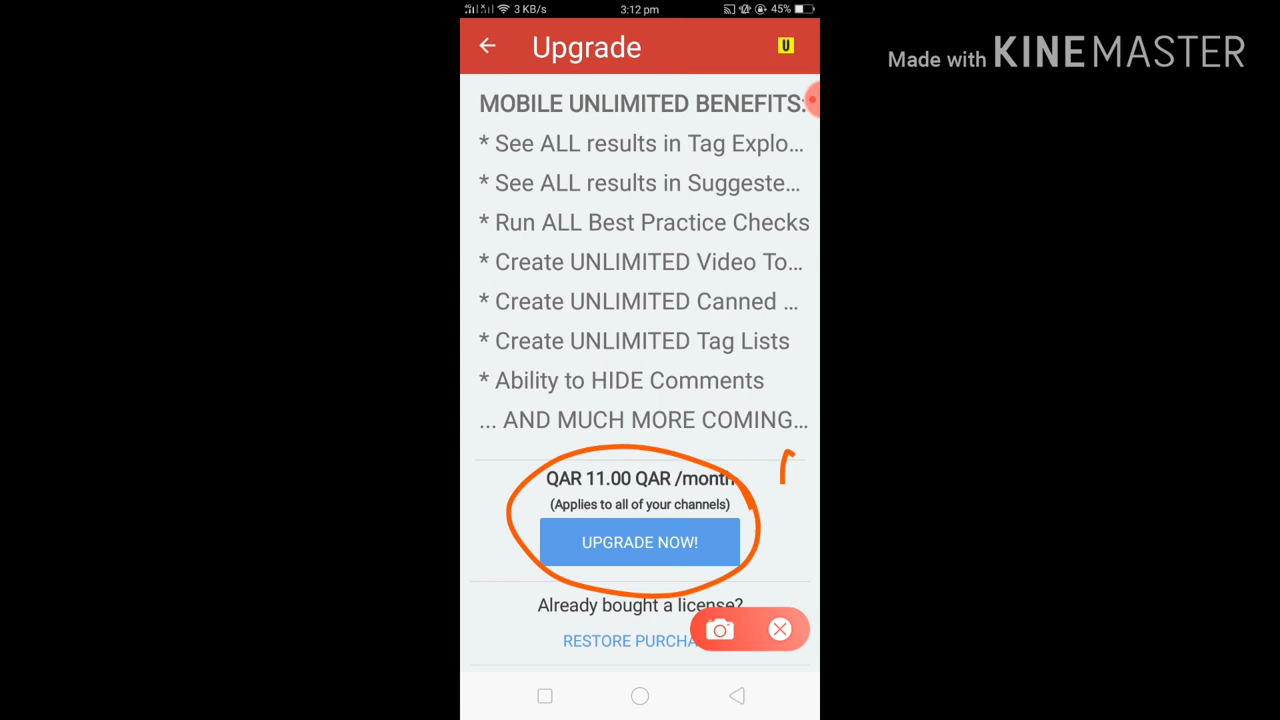 3 KB/s 3:12 pm 45%
Upgrade
U
Made with KINEMASTER
MOBILE UNLIMITED BENEFITS:
* See ALL results in Tag Explo...
* See ALL results in Suggeste...
* Run ALL Best Practice Checks
* Create UNLIMITED Video To...
* Create UNLIMITED Canned ...
* Create UNLIMITED Tag Lists
* Ability to HIDE Comments
... AND MUCH MORE COMING...
QAR 11.00 QAR /month
(Applies to all of your channels)
UPGRADE NOW!
Already bought a license?
RESTORE PURCHA